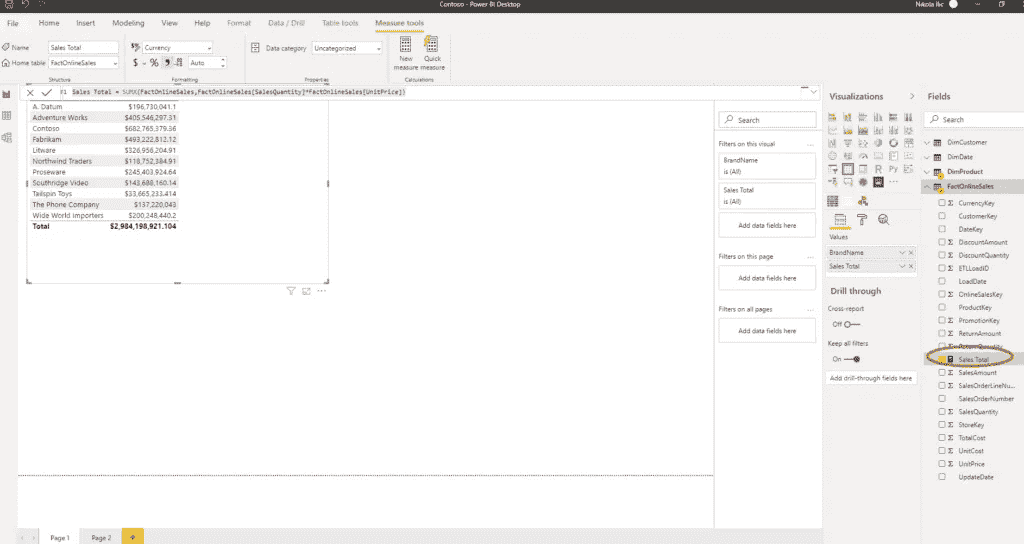 Contoso - Power BI Desktop
Nikola Ilic
File Home Insert Modeling View Help Format Data / Drill Table tools Measure tools
Name Sales Total
Home table FactOnlineSales
Structure
Currency
$ % 9 Auto
Formatting
Data category Uncategorized
Properties
New measure
Quick measure
Calculations
1 Sales Total = SUMX(FactOnlineSales,FactOnlineSales[SalesQuantity]*FactOnlineSales[UnitPrice])
A. Datum $196,730,041.1
Adventure Works $405,546,297.31
Contoso $682,765,379.36
Fabrikam $493,222,812.12
Litware $326,956,204.91
Northwind Traders $118,752,384.91
Proseware $245,403,924.64
Southridge Video $143,688,160.14
Tailspin Toys $33,665,233.414
The Phone Company $137,220,043
Wide World Importers $200,248,440.2
Total $2,984,198,921.104
Search
Filters on this visual ...
BrandName
is (All)
Sales Total
is (All)
Add data fields here
Filters on this page ...
Add data fields here
Filters on all pages ...
Add data fields here
Visualizations
R Py
Values
BrandName
Sales Total
Drill through
Cross-report
Off
Keep all filters
On
Add drill-through fields here
Fields
Search
DimCustomer
DimDate
DimProduct
FactOnlineSales
Σ CurrencyKey
CustomerKey
DateKey
Σ DiscountAmount
Σ DiscountQuantity
Σ ETLLoadID
LoadDate
Σ OnlineSalesKey
ProductKey
Σ PromotionKey
Σ ReturnAmount
Σ ReturnQuantity
Sales Total
Σ SalesAmount
Σ SalesOrderLineNu...
SalesOrderNumber
Σ SalesQuantity
Σ StoreKey
Σ TotalCost
Σ UnitCost
Σ UnitPrice
UpdateDate
Page 1 Page 2 +